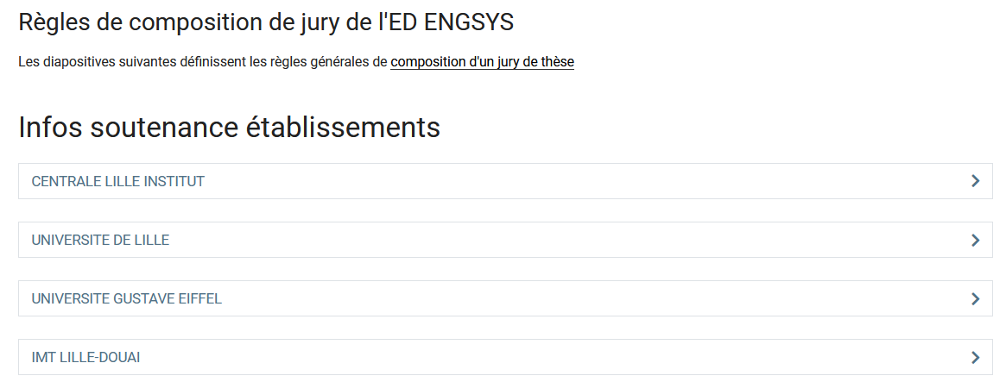 Règles de composition de jury de l'ED ENGSYS
Les diapositives suivantes définissent les règles générales de composition d'un jury de thèse
Infos soutenance établissements
CENTRALE LILLE INSTITUT
UNIVERSITE DE LILLE
UNIVERSITE GUSTAVE EIFFEL
IMT LILLE-DOUAI